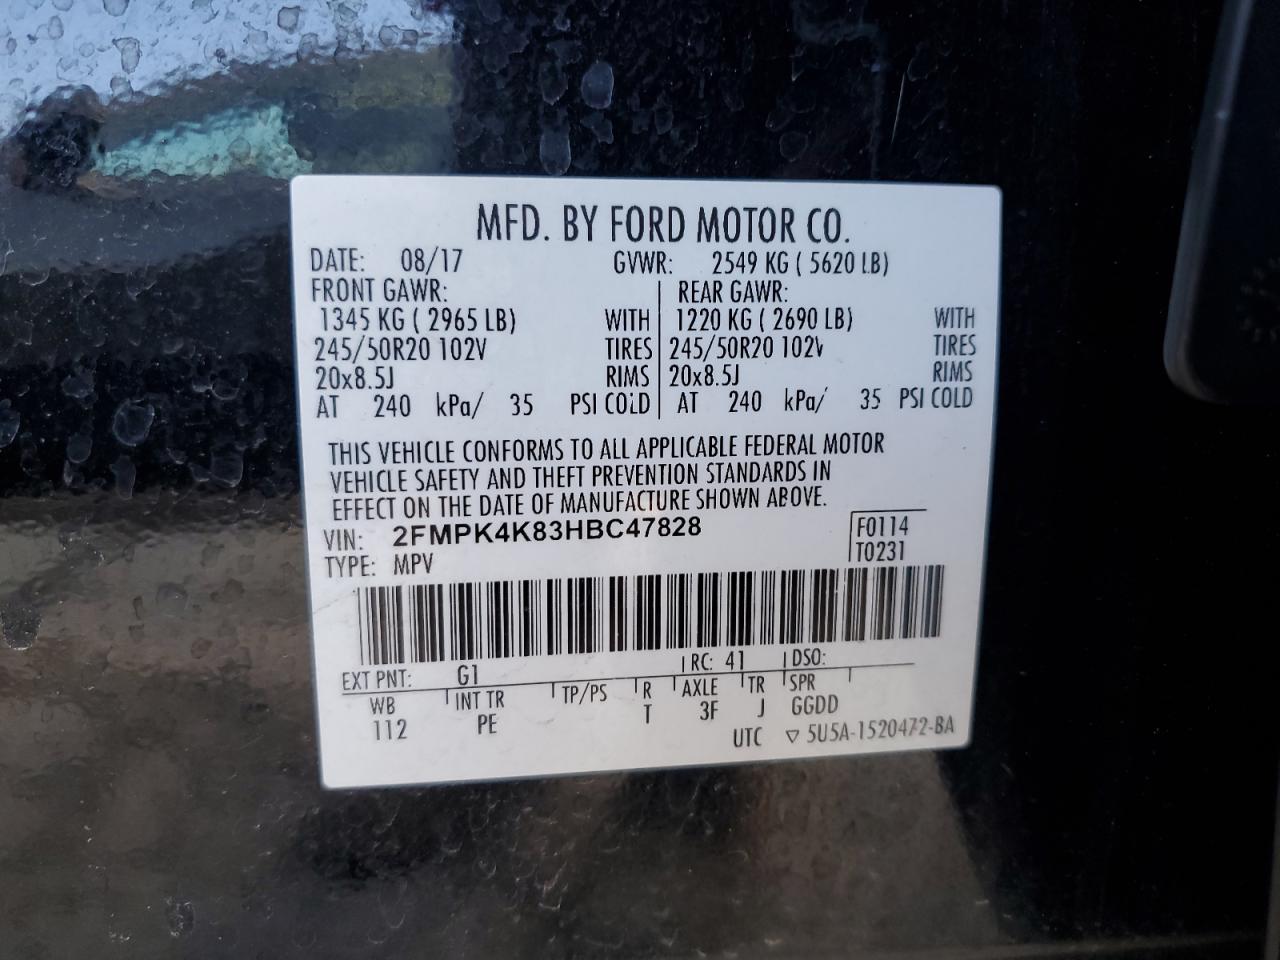 MFD. BY FORD MOTOR CO.
DATE: 08/17 GVWR: 2549 KG ( 5620 LB)
FRONT GAWR: REAR GAWR:
1345 KG ( 2965 LB) WITH 1220 KG ( 2690 LB) WITH
245/50R20 102V TIRES 245/50R20 102V TIRES
20x8.5J RIMS 20x8.5J RIMS
AT 240 kPa/ 35 PSI COLD AT 240 kPa/ 35 PSI COLD
THIS VEHICLE CONFORMS TO ALL APPLICABLE FEDERAL MOTOR
VEHICLE SAFETY AND THEFT PREVENTION STANDARDS IN
EFFECT ON THE DATE OF MANUFACTURE SHOWN ABOVE.
VIN: 2FMPK4K83HBC47828 F0114
TYPE: MPV T0231
EXT PNT: G1 RC: 41 DSO:
WB INT TR TP/PS R AXLE TR SPR
112 PE T 3F J GGDD
UTC ▽ 5U5A-1520472-BA